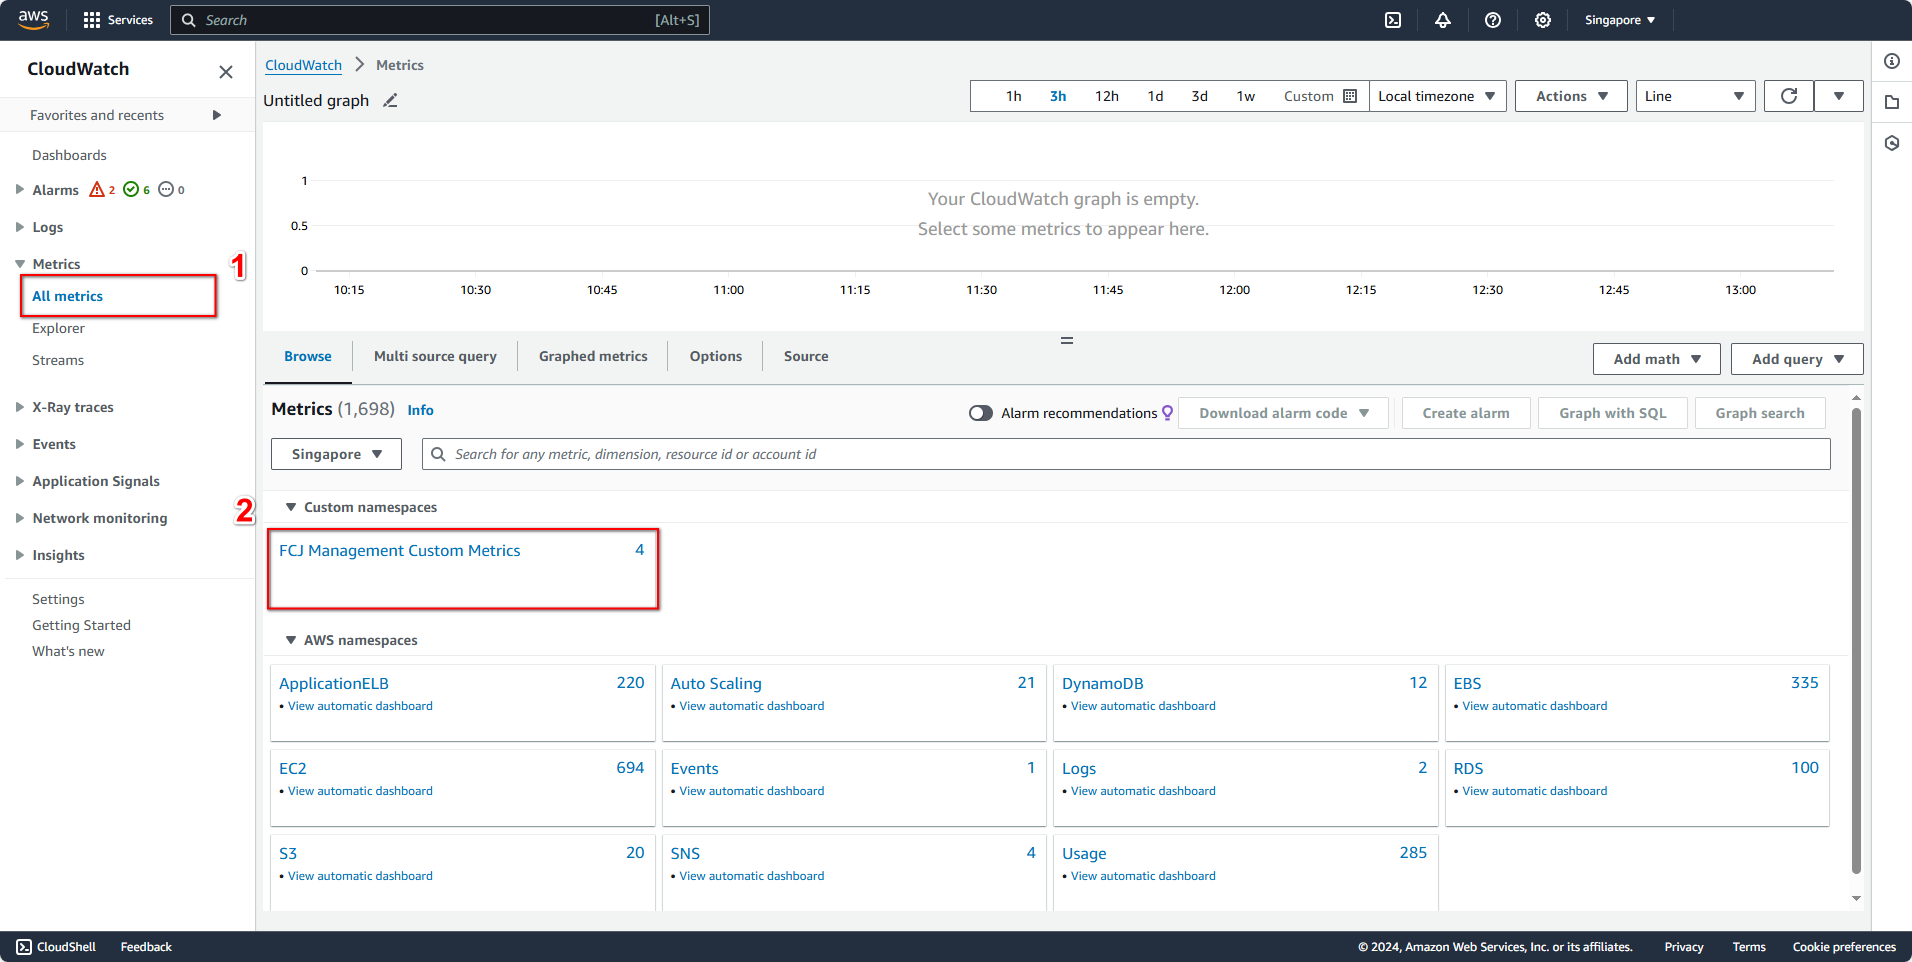 aws
Services
Search
[Alt+S]
Singapore
CloudWatch
Favorites and recents
Dashboards
Alarms 2 6 0
Logs
Metrics
1
All metrics
Explorer
Streams
X-Ray traces
Events
Application Signals
Network monitoring
Insights
Settings
Getting Started
What's new
CloudWatch > Metrics
Untitled graph
1h 3h 12h 1d 3d 1w Custom
Local timezone
Actions
Line
Your CloudWatch graph is empty.
Select some metrics to appear here.
1
0.5
0
10:15 10:30 10:45 11:00 11:15 11:30 11:45 12:00 12:15 12:30 12:45 13:00
Browse
Multi source query
Graphed metrics
Options
Source
Add math
Add query
Metrics (1,698) Info
Alarm recommendations
Download alarm code
Create alarm
Graph with SQL
Graph search
Singapore
Search for any metric, dimension, resource id or account id
2
Custom namespaces
FCJ Management Custom Metrics 4
AWS namespaces
ApplicationELB 220
• View automatic dashboard
Auto Scaling 21
• View automatic dashboard
DynamoDB 12
• View automatic dashboard
EBS 335
• View automatic dashboard
EC2 694
• View automatic dashboard
Events 1
• View automatic dashboard
Logs 2
• View automatic dashboard
RDS 100
• View automatic dashboard
S3 20
• View automatic dashboard
SNS 4
• View automatic dashboard
Usage 285
• View automatic dashboard
CloudShell
Feedback
© 2024, Amazon Web Services, Inc. or its affiliates.
Privacy
Terms
Cookie preferences